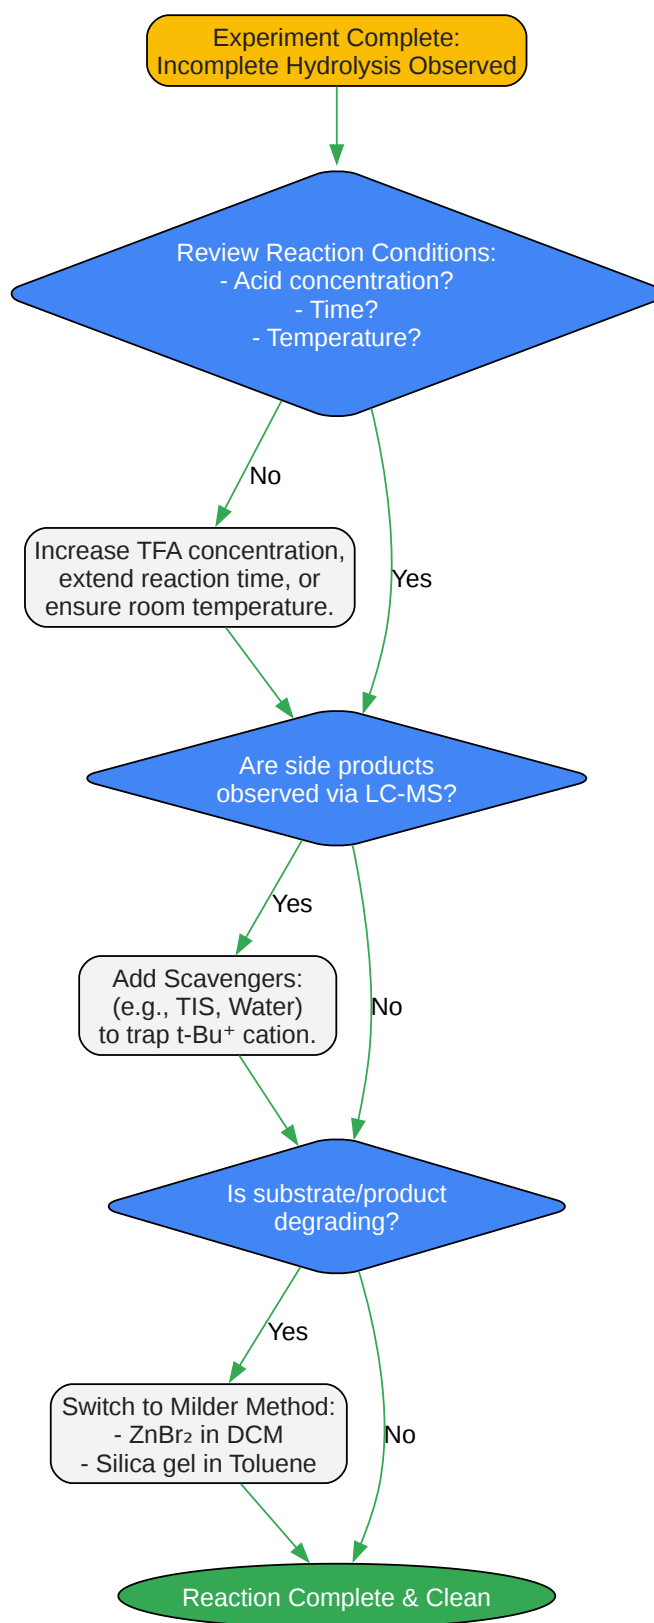 Experiment Complete:
Incomplete Hydrolysis Observed
Review Reaction Conditions:
- Acid concentration?
- Time?
- Temperature?
No
Yes
Increase TFA concentration,
extend reaction time, or
ensure room temperature.
Are side products
observed via LC-MS?
Yes
No
Add Scavengers:
(e.g., TIS, Water)
to trap t-Bu⁺ cation.
Is substrate/product
degrading?
Yes
No
Switch to Milder Method:
- ZnBr₂ in DCM
- Silica gel in Toluene
Reaction Complete & Clean